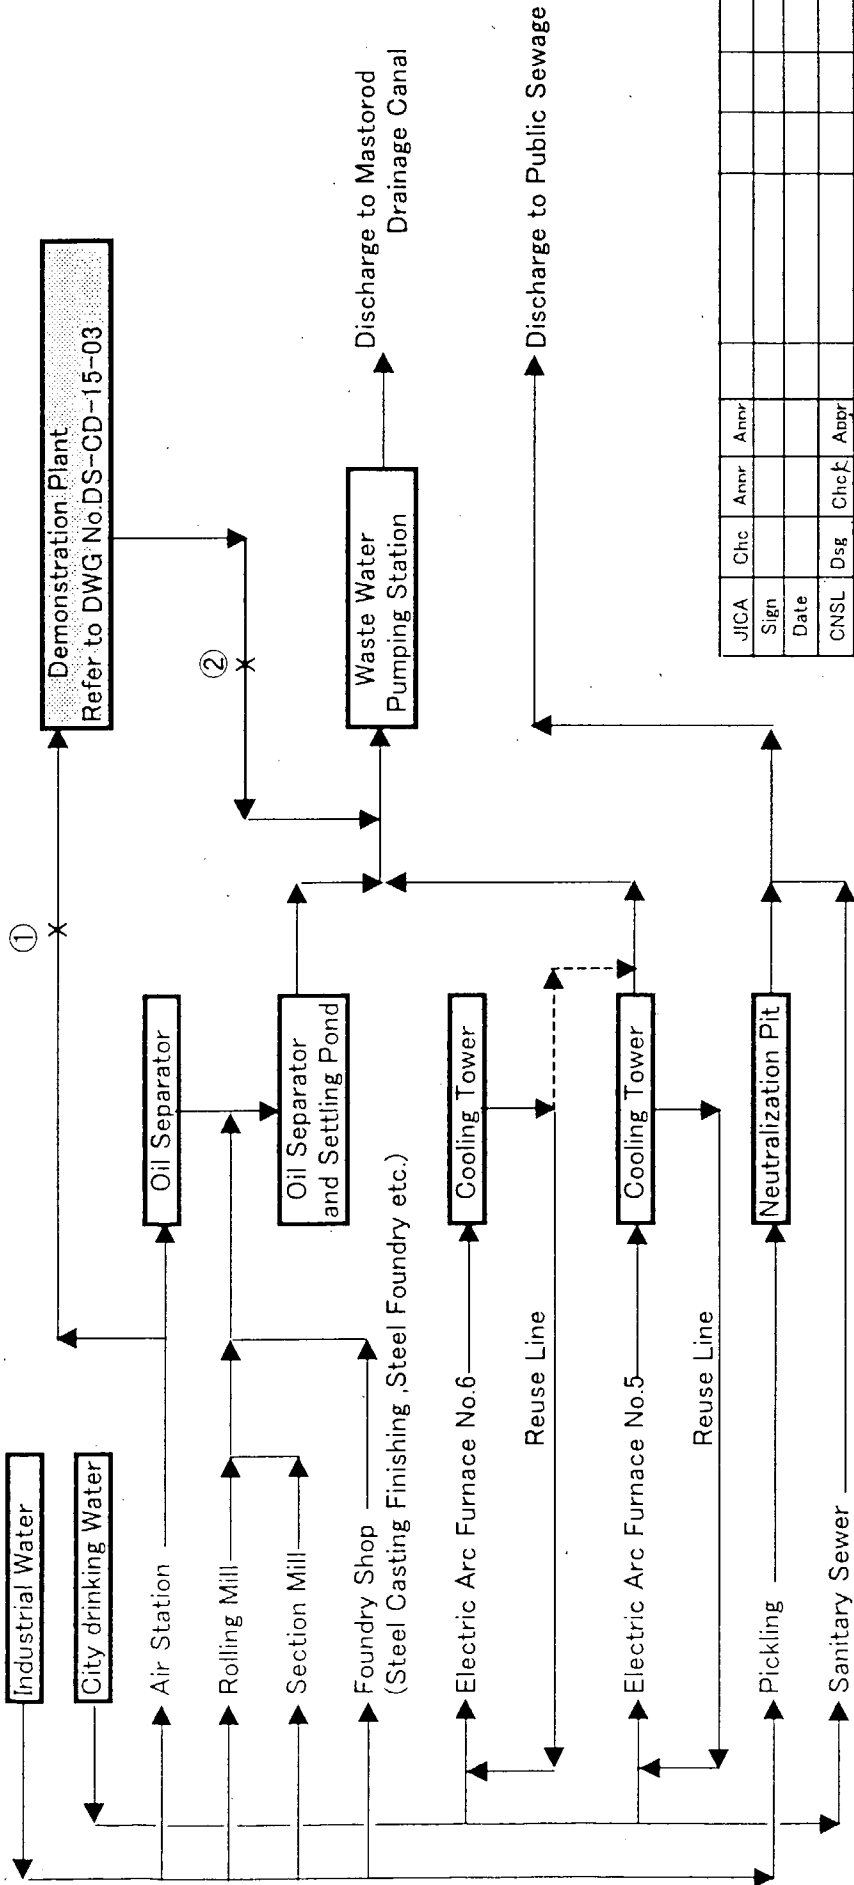 Industrial Water
City drinking Water
Air Station
Rolling Mill
Section Mill
Foundry Shop
(Steel Casting Finishing ,Steel Foundry etc.)
Electric Arc Furnace No.6
Reuse Line
Electric Arc Furnace No.5
Reuse Line
Pickling
Sanitary Sewer
Oil Separator
Oil Separator
and Settling Pond
Cooling Tower
Cooling Tower
Neutralization Pit
①
②
Demonstration Plant
Refer to DWG No.DS-CD-15-03
Waste Water
Pumping Station
Discharge to Mastorod
Drainage Canal
Discharge to Public Sewage
JICA Chc Annr Annr
Sign
Date
CNSL Dsg Chck Appr